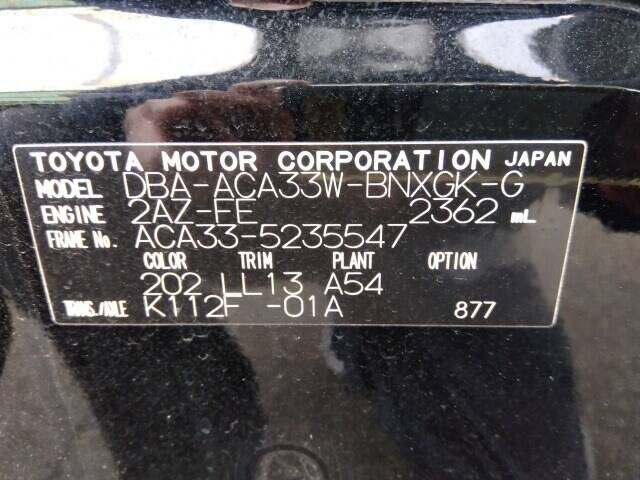 TOYOTA MOTOR CORPORATION JAPAN
MODEL DBA-ACA33W-BNXGK-G
ENGINE 2AZ-FE 2362 mL
FRAME No. ACA33-5235547
COLOR TRIM PLANT OPTION
202 LL13 A54
TRANS./AXLE K112F -01A 877